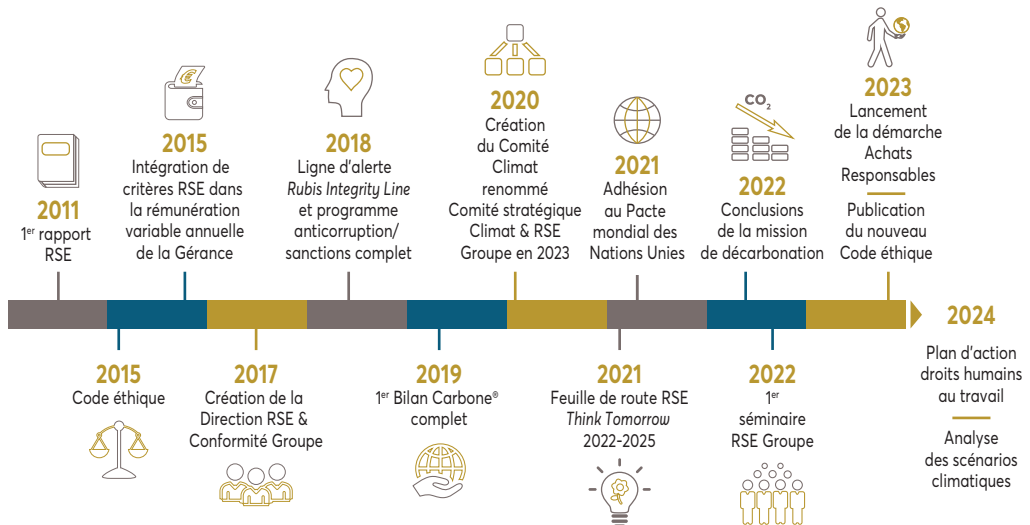 2011
1er rapport
RSE
2015
Intégration de
critères RSE dans
la rémunération
variable annuelle
de la Gérance
2018
Ligne d'alerte
Rubis Integrity Line
et programme
anticorruption/
sanctions complet
2020
Création
du Comité
Climat
renommé
Comité stratégique
Climat & RSE
Groupe en 2023
2021
Adhésion
au Pacte
mondial des
Nations Unies
CO2
2022
Conclusions
de la mission
de décarbonation
2023
Lancement
de la démarche
Achats
Responsables
Publication
du nouveau
Code éthique
2015
Code éthique
2017
Création de la
Direction RSE &
Conformité Groupe
2019
1er Bilan Carbone®
complet
2021
Feuille de route RSE
Think Tomorrow
2022-2025
2022
1er
séminaire
RSE Groupe
2024
Plan d'action
droits humains
au travail
Analyse
des scénarios
climatiques